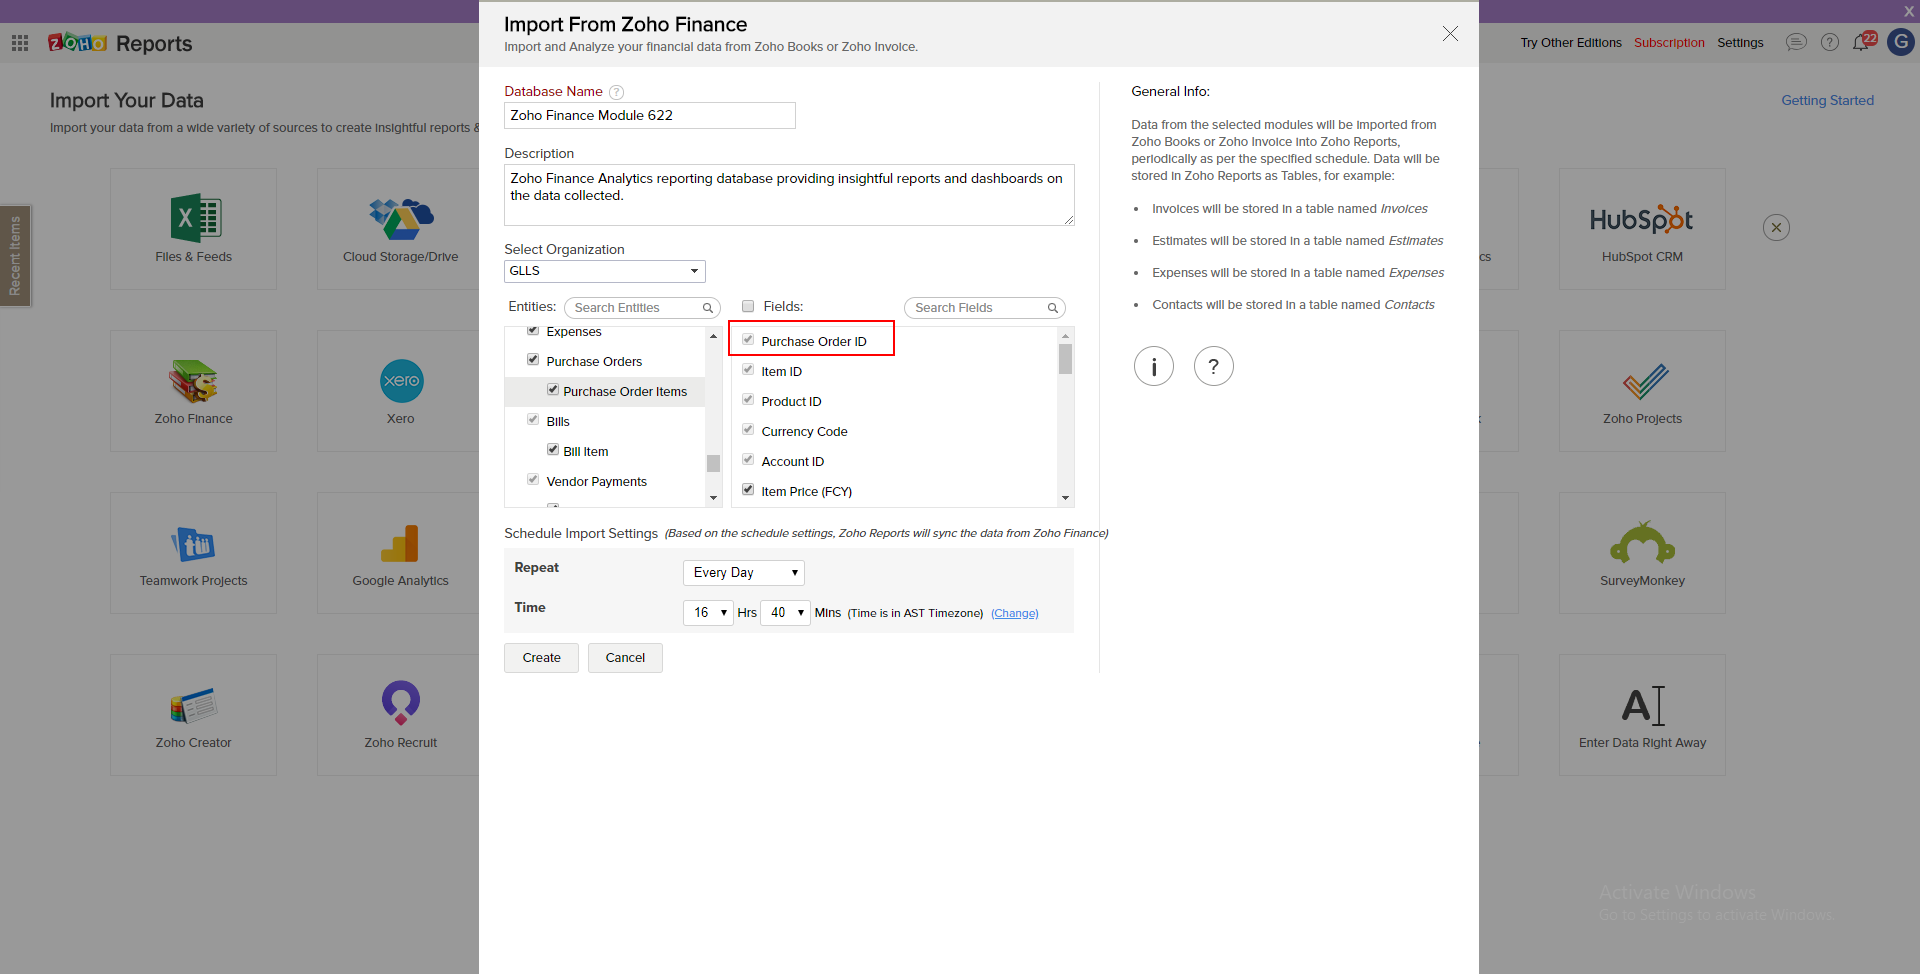 X
ZOHO Reports
Try Other Editions Subscription Settings 22 G
Import Your Data
Import your data from a wide variety of sources to create insightful reports &
Getting Started
Recent Items
Files & Feeds
Cloud Storage/Drive
cs
HubSpot
HubSpot CRM
Zoho Finance
xero
Xero
Zoho Projects
Teamwork Projects
Google Analytics
SurveyMonkey
Zoho Creator
Zoho Recruit
A
Enter Data Right Away
Import From Zoho Finance
Import and Analyze your financial data from Zoho Books or Zoho Invoice.
Database Name ?
Zoho Finance Module 622
Description
Zoho Finance Analytics reporting database providing insightful reports and dashboards on
the data collected.
Select Organization
GLLS
Entities: Search Entities
Fields: Search Fields
Expenses
Purchase Orders
Purchase Order Items
Bills
Bill Item
Vendor Payments
Purchase Order ID
Item ID
Product ID
Currency Code
Account ID
Item Price (FCY)
Schedule Import Settings (Based on the schedule settings, Zoho Reports will sync the data from Zoho Finance)
Repeat Every Day
Time 16 Hrs 40 Mins (Time is in AST Timezone) (Change)
Create Cancel
General Info:
Data from the selected modules will be imported from
Zoho Books or Zoho Invoice into Zoho Reports,
periodically as per the specified schedule. Data will be
stored in Zoho Reports as Tables, for example:
• Invoices will be stored in a table named Invoices
• Estimates will be stored in a table named Estimates
• Expenses will be stored in a table named Expenses
• Contacts will be stored in a table named Contacts
i ?
Activate Windows
Go to Settings to activate Windows.